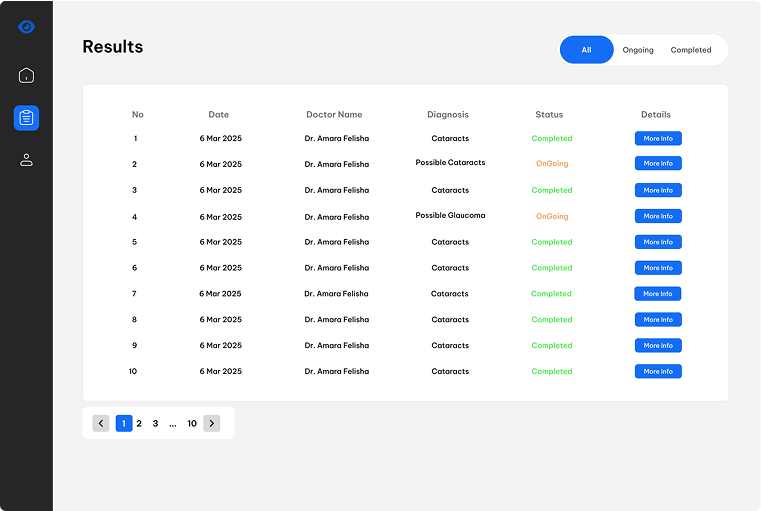 Results
All Ongoing Completed
No Date Doctor Name Diagnosis Status Details
1 6 Mar 2025 Dr. Amara Felisha Cataracts Completed More Info
2 6 Mar 2025 Dr. Amara Felisha Possible Cataracts OnGoing More Info
3 6 Mar 2025 Dr. Amara Felisha Cataracts Completed More Info
4 6 Mar 2025 Dr. Amara Felisha Possible Glaucoma OnGoing More Info
5 6 Mar 2025 Dr. Amara Felisha Cataracts Completed More Info
6 6 Mar 2025 Dr. Amara Felisha Cataracts Completed More Info
7 6 Mar 2025 Dr. Amara Felisha Cataracts Completed More Info
8 6 Mar 2025 Dr. Amara Felisha Cataracts Completed More Info
9 6 Mar 2025 Dr. Amara Felisha Cataracts Completed More Info
10 6 Mar 2025 Dr. Amara Felisha Cataracts Completed More Info
1 2 3 ... 10